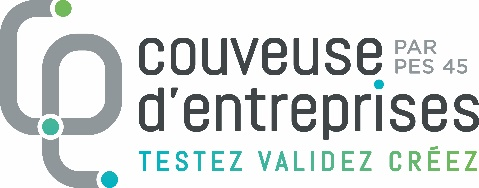 couveuse PAR
PES 45
d'entreprises
TESTEZ VALIDEZ CRÉEZ